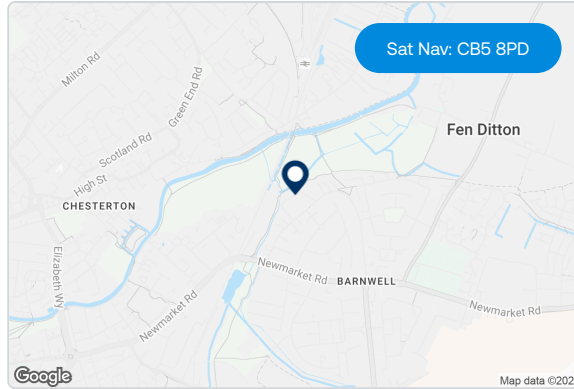 Sat Nav: CB5 8PD
Milton Rd
Green End Rd
Fen Ditton
Scotland Rd
High St
CHESTERTON
Elizabeth Wy
Newmarket Rd
BARNWELL
Newmarket Rd
Newmarket Rd
Google
Map data ©202